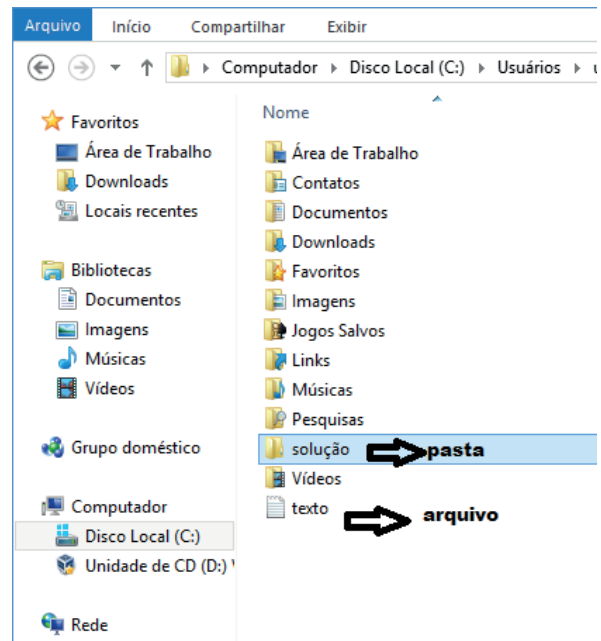 Arquivo Início Compartilhar Exibir
Computador Disco Local (C:) Usuários
Favoritos
Área de Trabalho
Downloads
Locais recentes
Bibliotecas
Documentos
Imagens
Músicas
Vídeos
Grupo doméstico
Computador
Disco Local (C:)
Unidade de CD (D:)
Rede
Nome
Área de Trabalho
Contatos
Documentos
Downloads
Favoritos
Imagens
Jogos Salvos
Links
Músicas
Pesquisas
solução pasta
Vídeos
texto arquivo